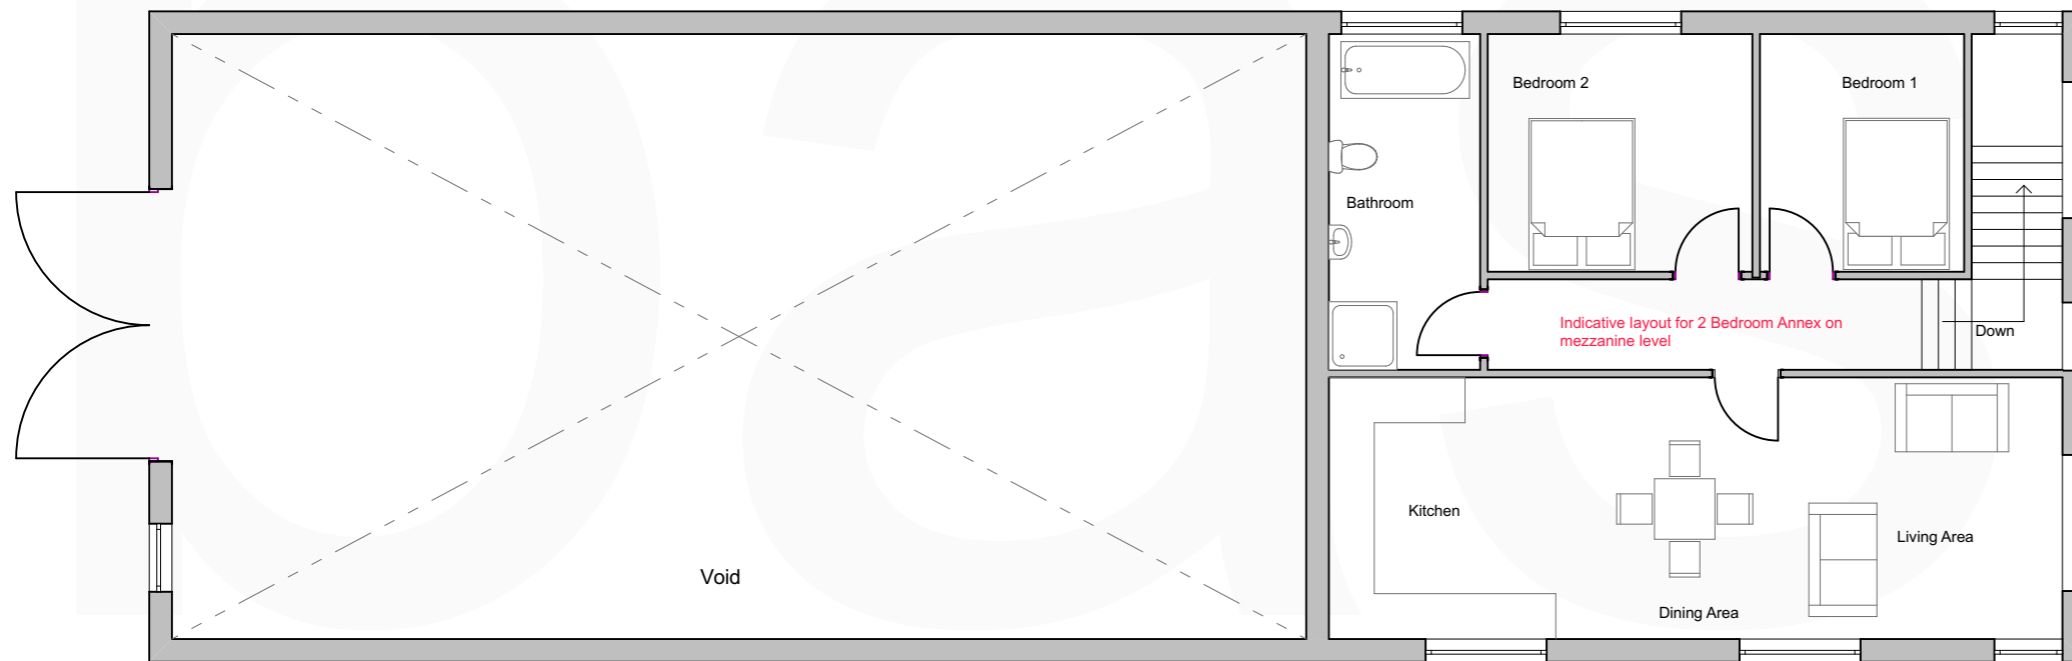 Bedroom 2
Bedroom 1
Bathroom
Indicative layout for 2 Bedroom Annex on
mezzanine level
Down
Kitchen
Living Area
Void
Dining Area